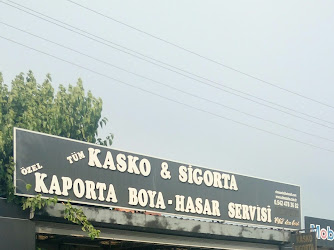 TÜM KASKO & SİGORTA
ÖZEL KAPORTA BOYA - HASAR SERVİSİ